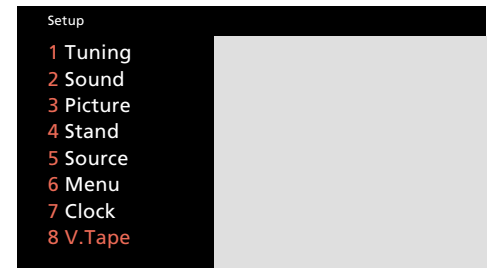 Setup
1 Tuning
2 Sound
3 Picture
4 Stand
5 Source
6 Menu
7 Clock
8 V.Tape